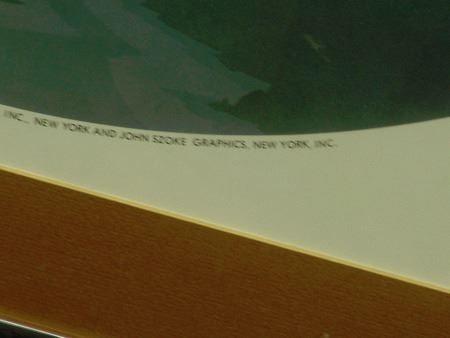 INC., NEW YORK AND JOHN SZOKE GRAPHICS, NEW YORK, INC.